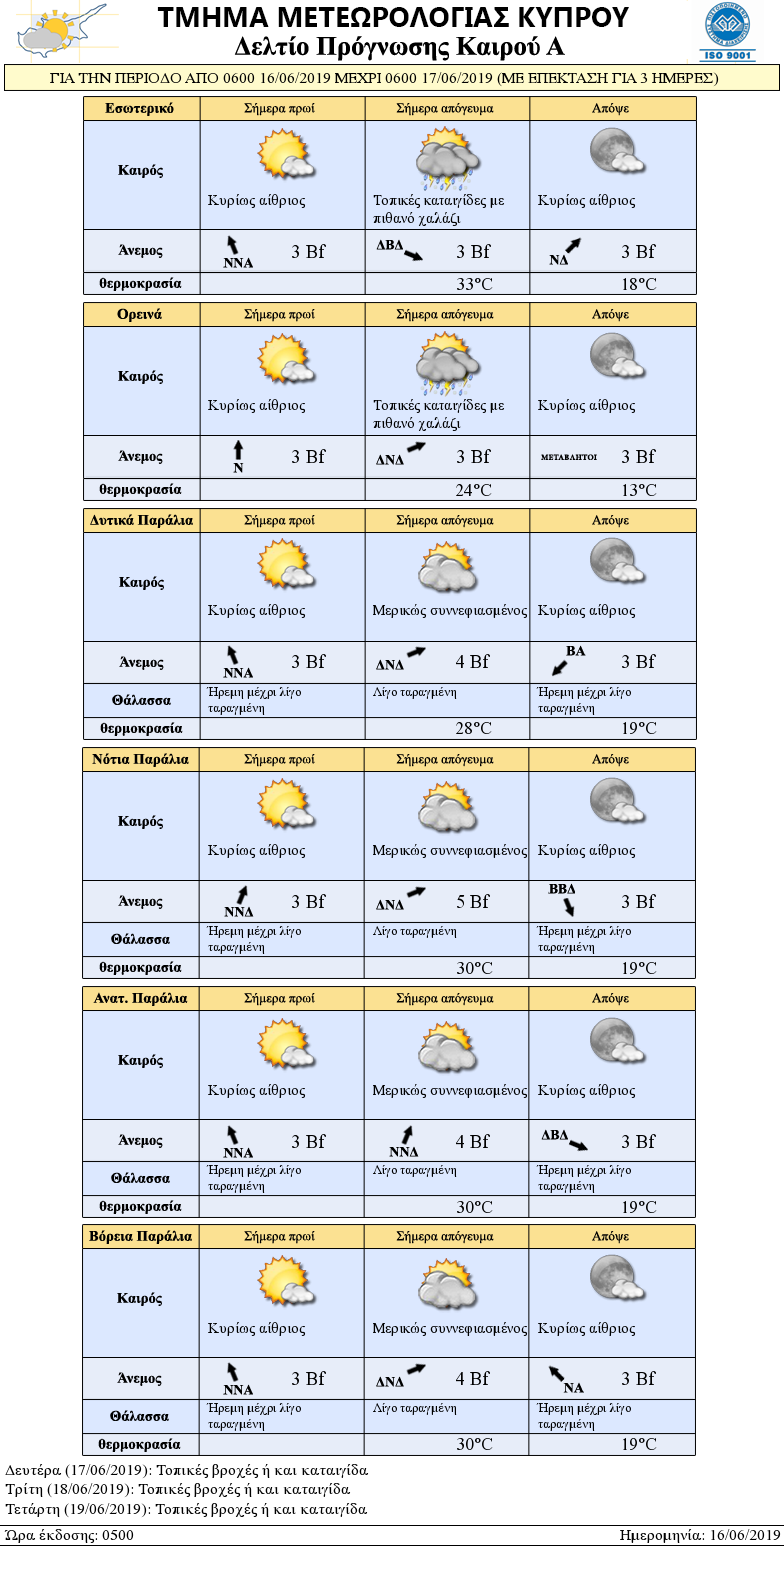 ΤΜΗΜΑ ΜΕΤΕΩΡΟΛΟΓΙΑΣ ΚΥΠΡΟΥ
Δελτίο Πρόγνωσης Καιρού Α
ISO 9001
ΓΙΑ ΤΗΝ ΠΕΡΙΟΔΟ ΑΠΟ 0600 16/06/2019 ΜΕΧΡΙ 0600 17/06/2019 (ΜΕ ΕΠΕΚΤΑΣΗ ΓΙΑ 3 ΗΜΕΡΕΣ)
Εσωτερικό Σήμερα πρωί Σήμερα απόγευμα Απόψε
Καιρός
Κυρίως αίθριος Τοπικές καταιγίδες με Κυρίως αίθριος
πιθανό χαλάζι
Άνεμος ΝΝΑ 3 Bf ΔΒΔ 3 Bf ΝΔ 3 Bf
θερμοκρασία 33°C 18°C
Ορεινά Σήμερα πρωί Σήμερα απόγευμα Απόψε
Καιρός
Κυρίως αίθριος Τοπικές καταιγίδες με Κυρίως αίθριος
πιθανό χαλάζι
Άνεμος Ν 3 Bf ΔΝΔ 3 Bf ΜΕΤΑΒΛΗΤΟΙ 3 Bf
θερμοκρασία 24°C 13°C
Δυτικά Παράλια Σήμερα πρωί Σήμερα απόγευμα Απόψε
Καιρός
Κυρίως αίθριος Μερικώς συννεφιασμένος Κυρίως αίθριος
Άνεμος ΝΝΑ 3 Bf ΔΝΔ 4 Bf ΒΑ 3 Bf
Θάλασσα Ήρεμη μέχρι λίγο Λίγο ταραγμένη Ήρεμη μέχρι λίγο
ταραγμένη ταραγμένη
θερμοκρασία 28°C 19°C
Νότια Παράλια Σήμερα πρωί Σήμερα απόγευμα Απόψε
Καιρός
Κυρίως αίθριος Μερικώς συννεφιασμένος Κυρίως αίθριος
Άνεμος ΝΝΔ 3 Bf ΔΝΔ 5 Bf ΒΒΔ 3 Bf
Θάλασσα Ήρεμη μέχρι λίγο Λίγο ταραγμένη Ήρεμη μέχρι λίγο
ταραγμένη ταραγμένη
θερμοκρασία 30°C 19°C
Ανατ. Παράλια Σήμερα πρωί Σήμερα απόγευμα Απόψε
Καιρός
Κυρίως αίθριος Μερικώς συννεφιασμένος Κυρίως αίθριος
Άνεμος ΝΝΑ 3 Bf ΝΝΔ 4 Bf ΔΒΔ 3 Bf
Θάλασσα Ήρεμη μέχρι λίγο Λίγο ταραγμένη Ήρεμη μέχρι λίγο
ταραγμένη ταραγμένη
θερμοκρασία 30°C 19°C
Βόρεια Παράλια Σήμερα πρωί Σήμερα απόγευμα Απόψε
Καιρός
Κυρίως αίθριος Μερικώς συννεφιασμένος Κυρίως αίθριος
Άνεμος ΝΝΑ 3 Bf ΔΝΔ 4 Bf ΝΑ 3 Bf
Θάλασσα Ήρεμη μέχρι λίγο Λίγο ταραγμένη Ήρεμη μέχρι λίγο
ταραγμένη ταραγμένη
θερμοκρασία 30°C 19°C
Δευτέρα (17/06/2019): Τοπικές βροχές ή και καταιγίδα
Τρίτη (18/06/2019): Τοπικές βροχές ή και καταιγίδα
Τετάρτη (19/06/2019): Τοπικές βροχές ή και καταιγίδα
Ώρα έκδοσης: 0500 Ημερομηνία: 16/06/2019